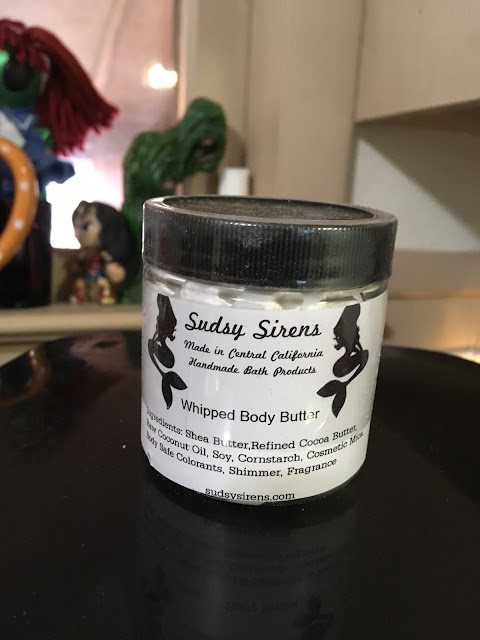 Sudsy Sirens
Made in Central California
Handmade Bath Products
Whipped Body Butter
Ingredients: Shea Butter,Refined Cocoa Butter,
Raw Coconut Oil, Soy, Cornstarch, Cosmetic Mica,
Body Safe Colorants, Shimmer, Fragrance
sudsysirens.com